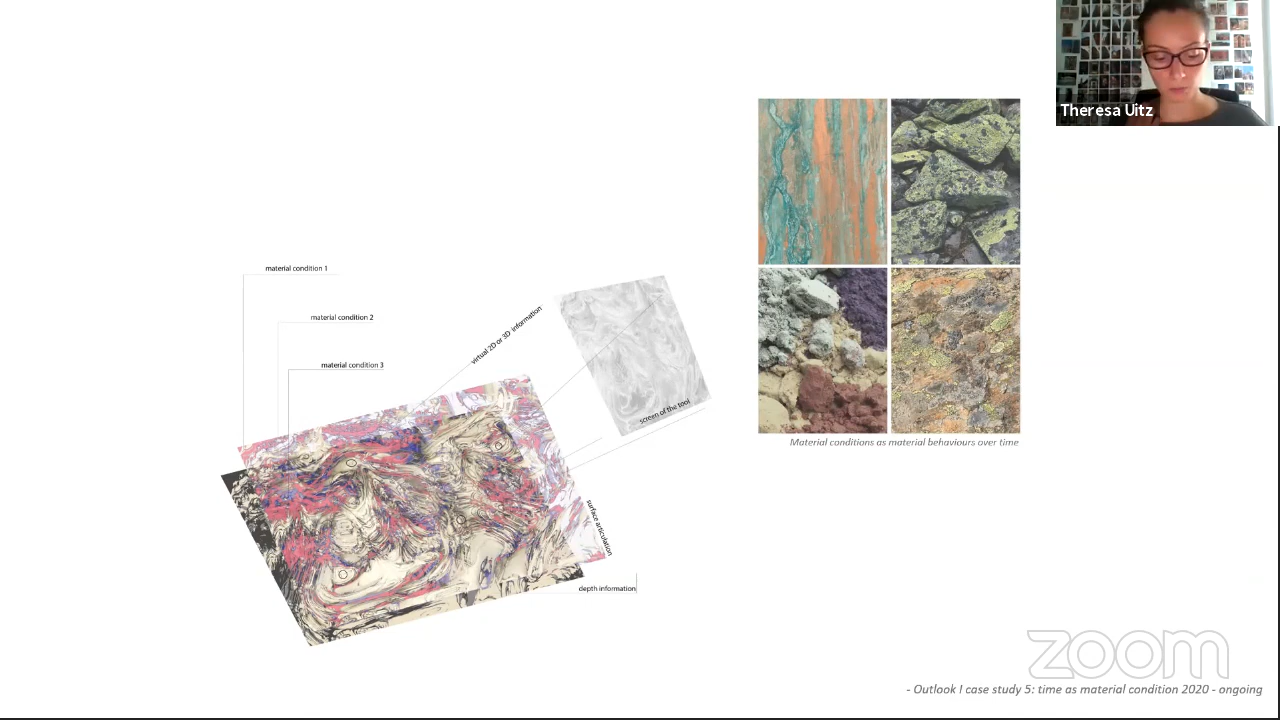 Theresa Uitz
material condition 1
material condition 2
material condition 3
virtual 2D or 3D information
screen of the tool
surface articulation
depth information
Material conditions as material behaviours over time
zoom
- Outlook I case study 5: time as material condition 2020 - ongoing